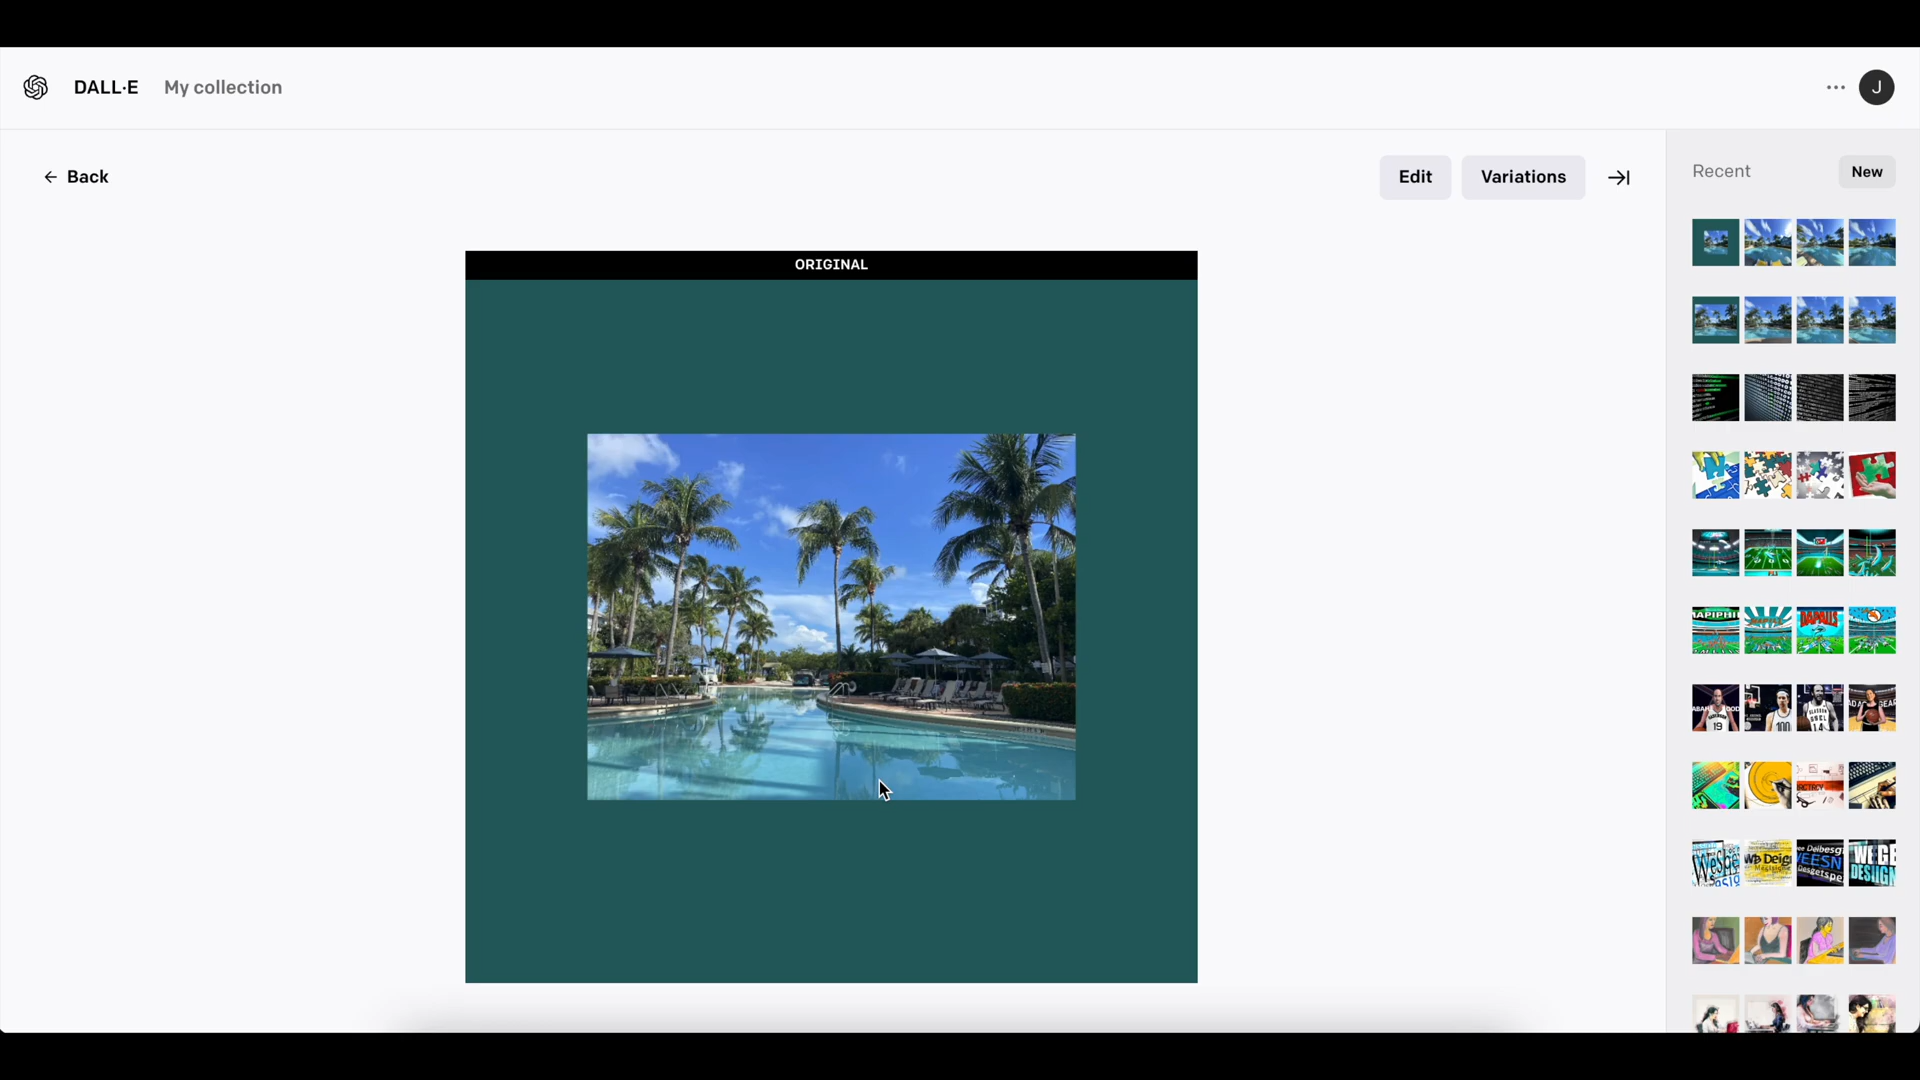 DALL·E My collection
J
← Back
Edit Variations
Recent New
ORIGINAL